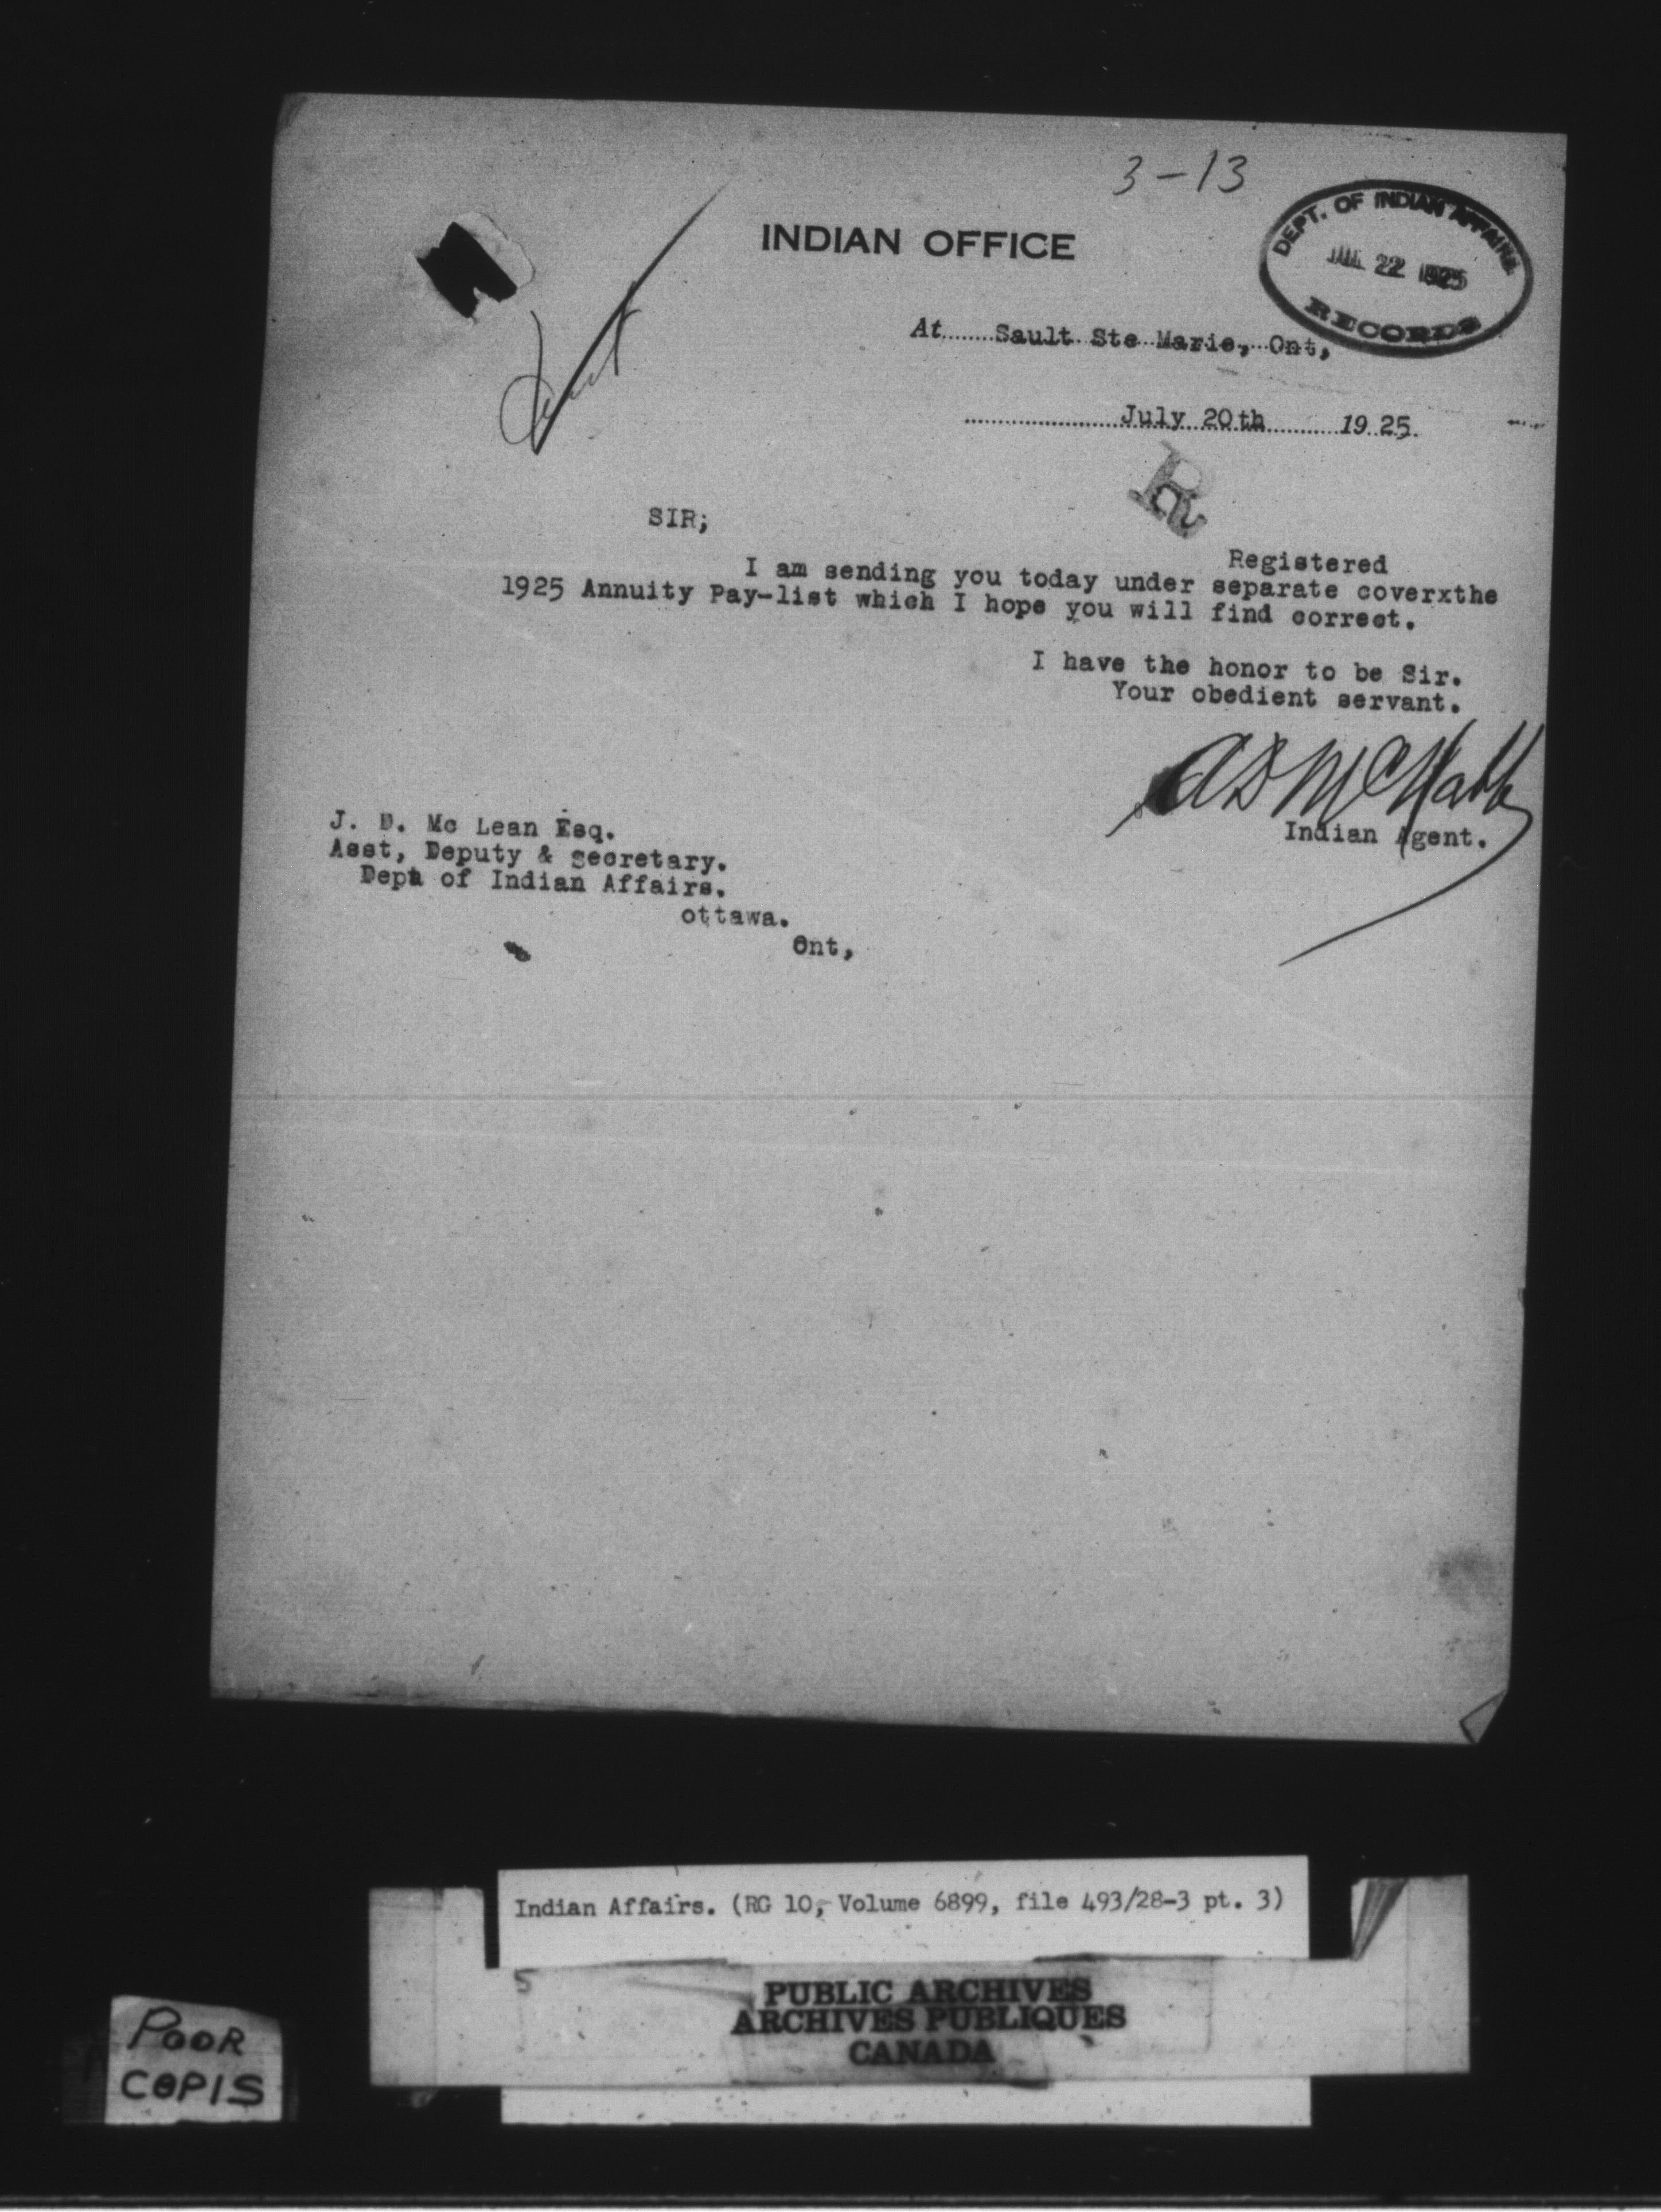 3-13
INDIAN OFFICE
DEPT. OF INDIAN AFFAIRS
JUL 22 1925
RECORDS
At Sault Ste Marie, Ont,
July 20th 1925
R
SIR;
Registered
I am sending you today under separate coverxthe
1925 Annuity Pay-list which I hope you will find correct.
I have the honor to be Sir.
Your obedient servant.
A D McNabb
Indian Agent.
J. D. Mc Lean Esq.
Asst, Deputy & secretary.
Dept of Indian Affairs.
ottawa.
Ont,
Indian Affairs. (RG 10, Volume 6899, file 493/28-3 pt. 3)
5
PUBLIC ARCHIVES
ARCHIVES PUBLIQUES
CANADA
POOR
COPIS